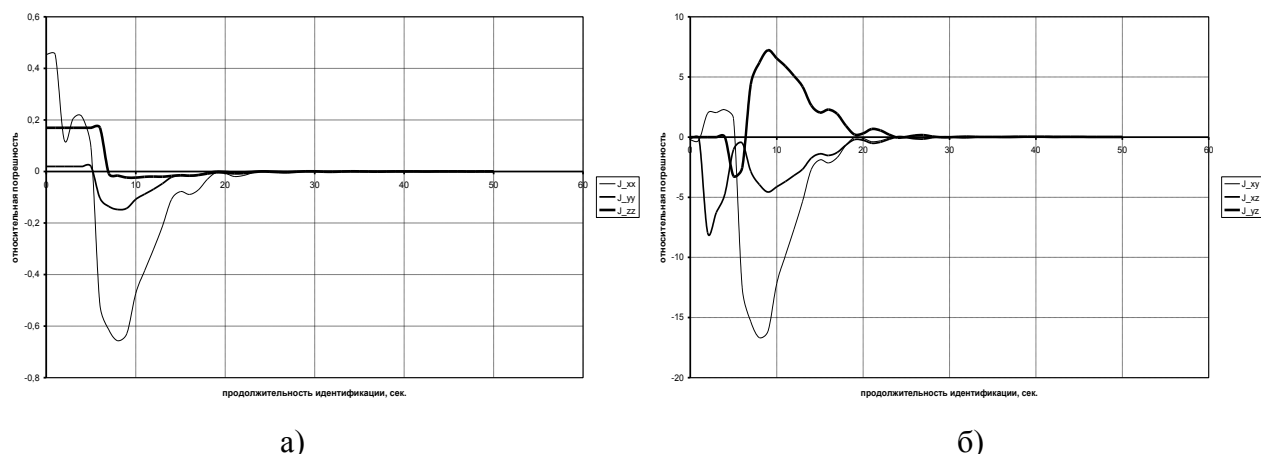 0,6
0,4
0,2
0
-0,2
-0,4
-0,6
-0,8
0
10
20
30
40
50
60
относительная погрешность
продолжительность идентификации, сек.
J_xx
J_yy
J_zz
а)
10
5
0
-5
-10
-15
-20
0
10
20
30
40
50
60
относительная погрешность
продолжительность идентификации, сек.
J_xy
J_xz
J_yz
б)